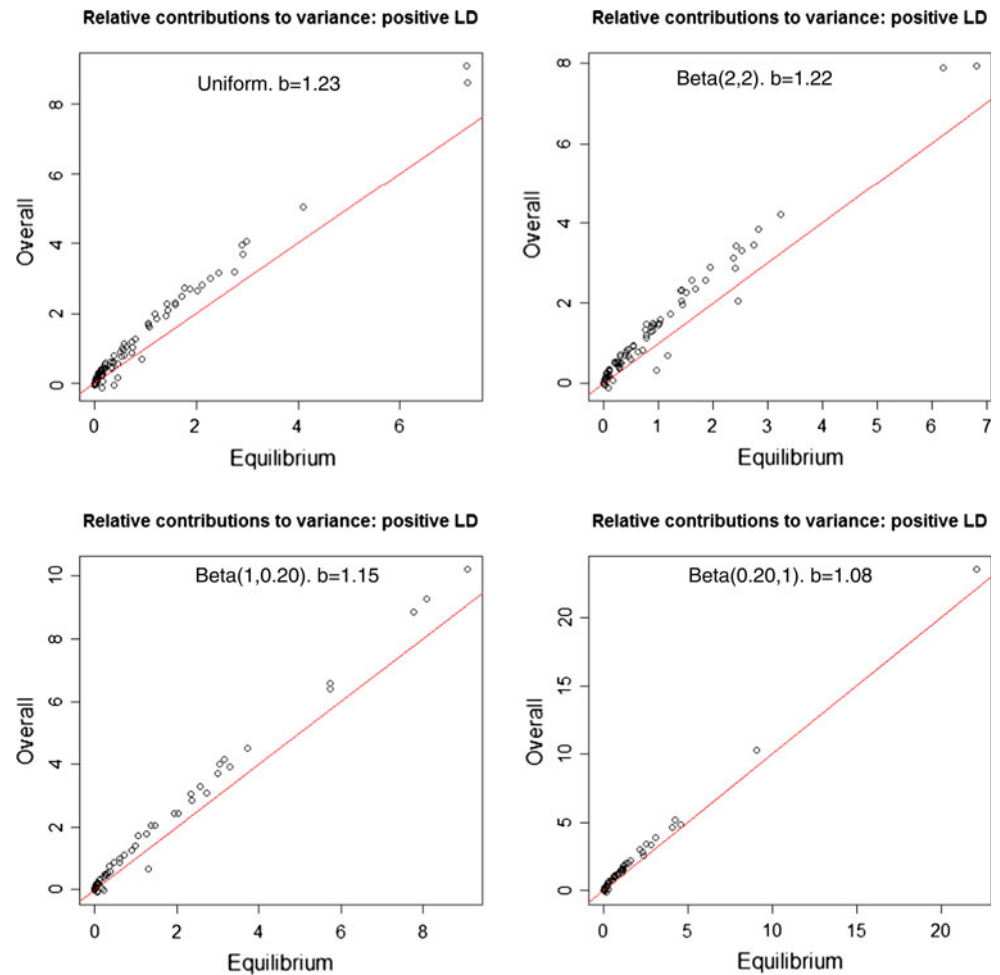 Relative contributions to variance: positive LD
Uniform. b=1.23
Overall
0 2 4 6 8
0 2 4 6
Equilibrium
Relative contributions to variance: positive LD
Beta(2,2). b=1.22
Overall
0 2 4 6 8
0 1 2 3 4 5 6 7
Equilibrium
Relative contributions to variance: positive LD
Beta(1,0.20). b=1.15
Overall
0 2 4 6 8 10
0 2 4 6 8
Equilibrium
Relative contributions to variance: positive LD
Beta(0.20,1). b=1.08
Overall
0 5 10 15 20
0 5 10 15 20
Equilibrium